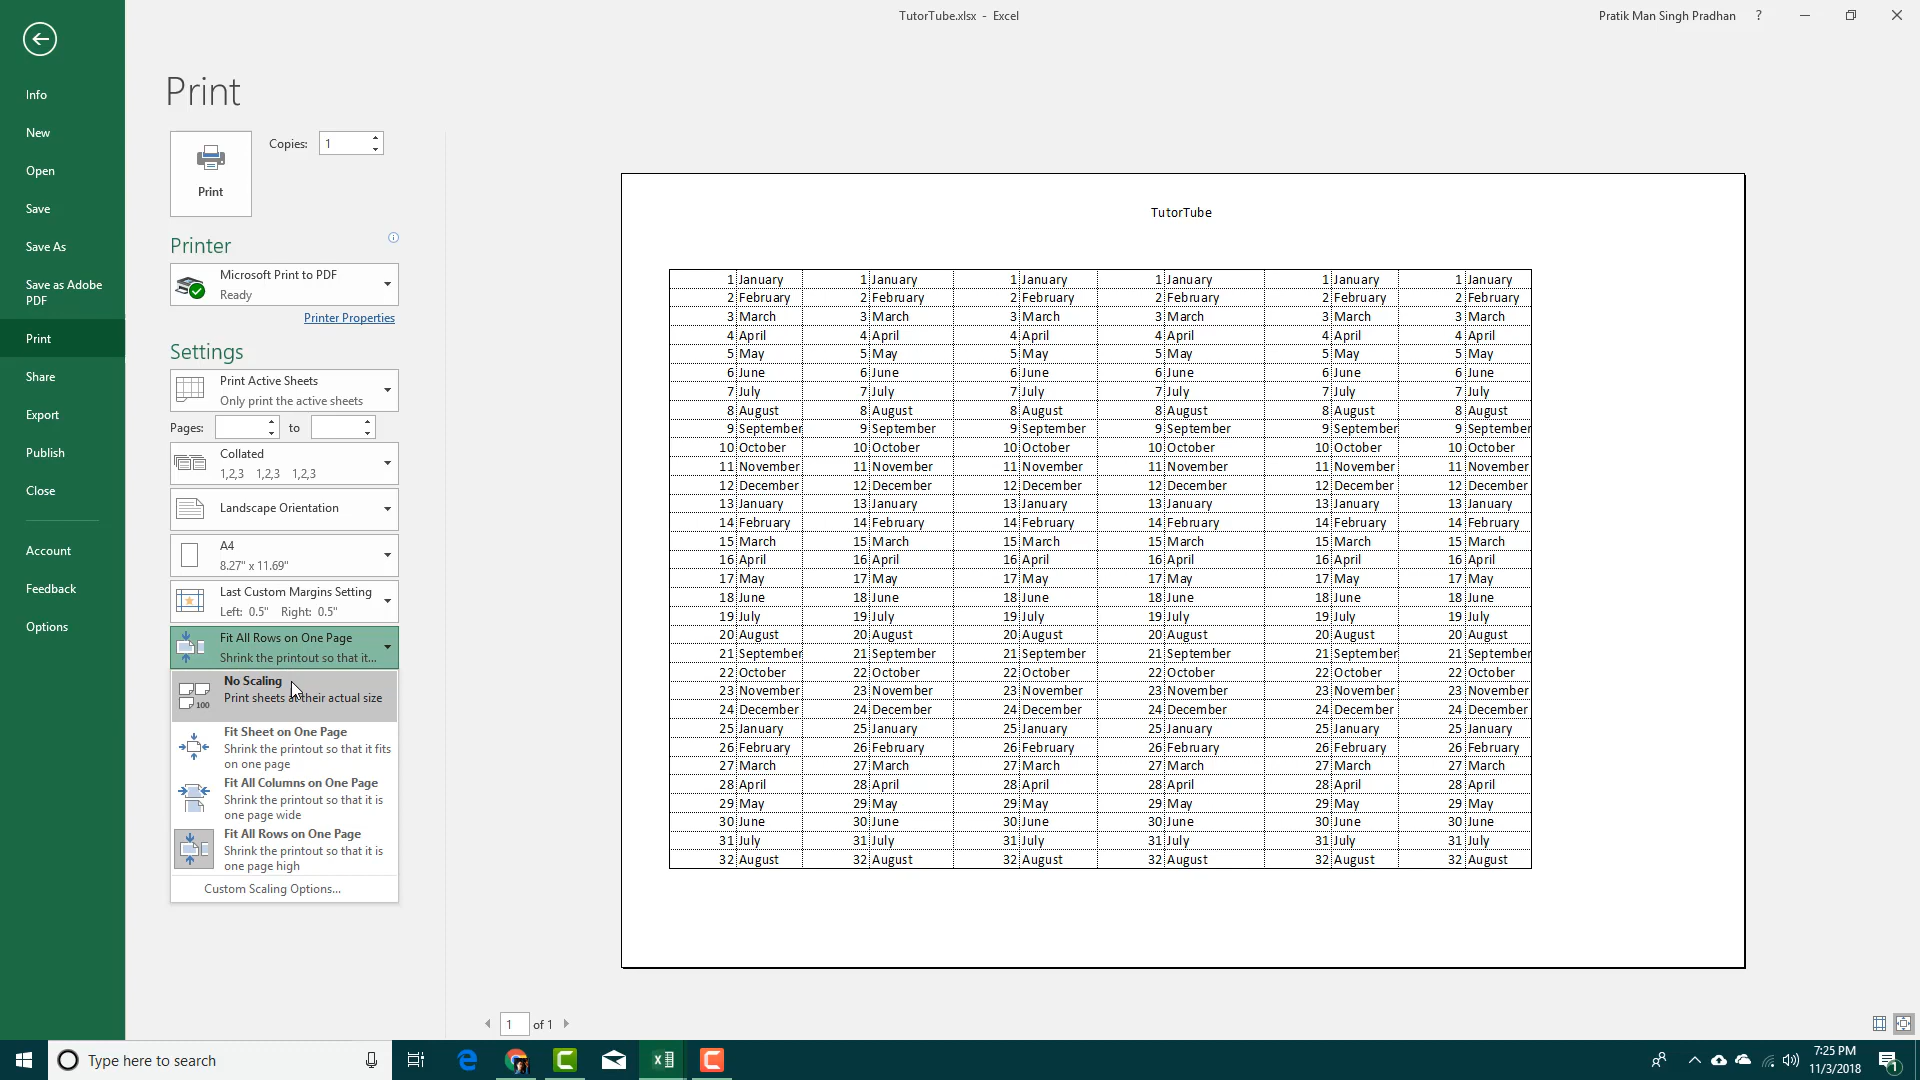 TutorTube.xlsx - Excel
Pratik Man Singh Pradhan ?
Info
New
Open
Save
Save As
Save as Adobe
PDF
Print
Share
Export
Publish
Close
Account
Feedback
Options
Print
Print
Copies: 1
Printer
Microsoft Print to PDF
Ready
Printer Properties
Settings
Print Active Sheets
Only print the active sheets
Pages: to
Collated
1,2,3 1,2,3 1,2,3
Landscape Orientation
A4
8.27" x 11.69"
Last Custom Margins Setting
Left: 0.5" Right: 0.5"
Fit All Rows on One Page
Shrink the printout so that it...
No Scaling
Print sheets at their actual size
100
Fit Sheet on One Page
Shrink the printout so that it fits
on one page
Fit All Columns on One Page
Shrink the printout so that it is
one page wide
Fit All Rows on One Page
Shrink the printout so that it is
one page high
Custom Scaling Options...
TutorTube
1 January 1 January 1 January 1 January 1 January 1 January
2 February 2 February 2 February 2 February 2 February 2 February
3 March 3 March 3 March 3 March 3 March 3 March
4 April 4 April 4 April 4 April 4 April 4 April
5 May 5 May 5 May 5 May 5 May 5 May
6 June 6 June 6 June 6 June 6 June 6 June
7 July 7 July 7 July 7 July 7 July 7 July
8 August 8 August 8 August 8 August 8 August 8 August
9 September 9 September 9 September 9 September 9 September 9 September
10 October 10 October 10 October 10 October 10 October 10 October
11 November 11 November 11 November 11 November 11 November 11 November
12 December 12 December 12 December 12 December 12 December 12 December
13 January 13 January 13 January 13 January 13 January 13 January
14 February 14 February 14 February 14 February 14 February 14 February
15 March 15 March 15 March 15 March 15 March 15 March
16 April 16 April 16 April 16 April 16 April 16 April
17 May 17 May 17 May 17 May 17 May 17 May
18 June 18 June 18 June 18 June 18 June 18 June
19 July 19 July 19 July 19 July 19 July 19 July
20 August 20 August 20 August 20 August 20 August 20 August
21 September 21 September 21 September 21 September 21 September 21 September
22 October 22 October 22 October 22 October 22 October 22 October
23 November 23 November 23 November 23 November 23 November 23 November
24 December 24 December 24 December 24 December 24 December 24 December
25 January 25 January 25 January 25 January 25 January 25 January
26 February 26 February 26 February 26 February 26 February 26 February
27 March 27 March 27 March 27 March 27 March 27 March
28 April 28 April 28 April 28 April 28 April 28 April
29 May 29 May 29 May 29 May 29 May 29 May
30 June 30 June 30 June 30 June 30 June 30 June
31 July 31 July 31 July 31 July 31 July 31 July
32 August 32 August 32 August 32 August 32 August 32 August
1 of 1
Type here to search
7:25 PM
11/3/2018
1